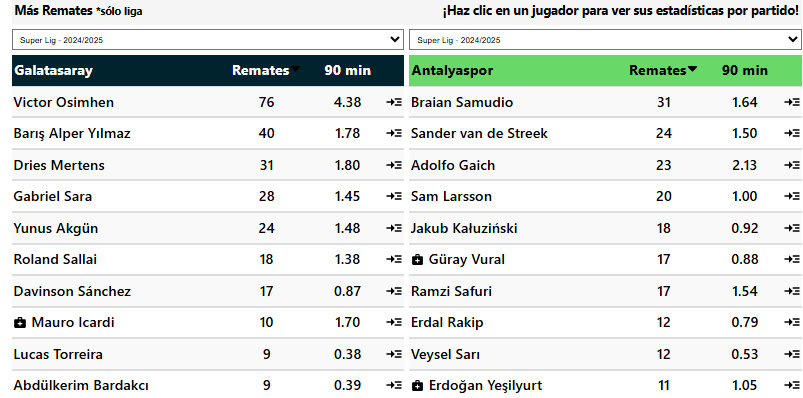 Más Remates *sólo liga ¡Haz clic en un jugador para ver sus estadísticas por partido!
Super Lig - 2024/2025 Super Lig - 2024/2025
Galatasaray Remates 90 min Antalyaspor Remates 90 min
Victor Osimhen 76 4.38 Braian Samudio 31 1.64
Barış Alper Yılmaz 40 1.78 Sander van de Streek 24 1.50
Dries Mertens 31 1.80 Adolfo Gaich 23 2.13
Gabriel Sara 28 1.45 Sam Larsson 20 1.00
Yunus Akgün 24 1.48 Jakub Kałuziński 18 0.92
Roland Sallai 18 1.38 Güray Vural 17 0.88
Davinson Sánchez 17 0.87 Ramzi Safuri 17 1.54
Mauro Icardi 10 1.70 Erdal Rakip 12 0.79
Lucas Torreira 9 0.38 Veysel Sarı 12 0.53
Abdülkerim Bardakcı 9 0.39 Erdoğan Yeşilyurt 11 1.05